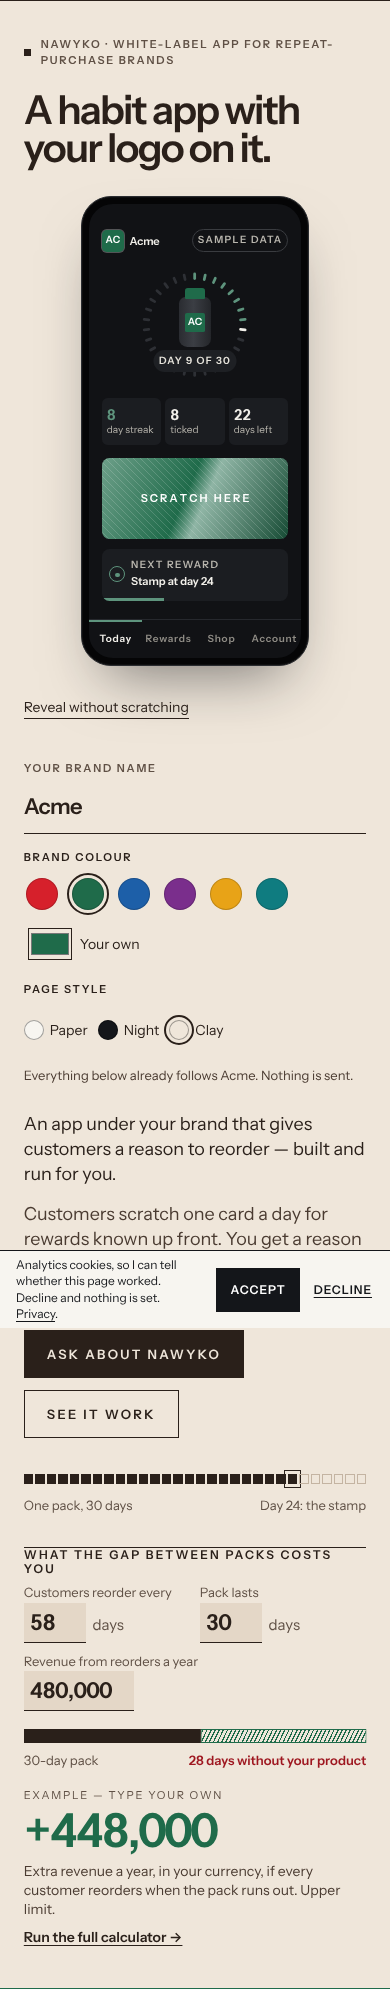 NAWYKO · WHITE-LABEL APP FOR REPEAT-
PURCHASE BRANDS
A habit app with
your logo on it.
AC Acme SAMPLE DATA
AC
DAY 9 OF 30
8 8 22
day streak ticked days left
SCRATCH HERE
NEXT REWARD
Stamp at day 24
Today Rewards Shop Account
Reveal without scratching
YOUR BRAND NAME
Acme
BRAND COLOUR
Your own
PAGE STYLE
Paper Night Clay
Everything below already follows Acme. Nothing is sent.
An app under your brand that gives
customers a reason to reorder — built and
run for you.
Customers scratch one card a day for
rewards known up front. You get a reason
Analytics cookies, so I can tell
whether this page worked.
Decline and nothing is set.
Privacy.
ACCEPT DECLINE
ASK ABOUT NAWYKO
SEE IT WORK
One pack, 30 days Day 24: the stamp
WHAT THE GAP BETWEEN PACKS COSTS
YOU
Customers reorder every Pack lasts
58 days 30 days
Revenue from reorders a year
480,000
30-day pack 28 days without your product
EXAMPLE — TYPE YOUR OWN
+448,000
Extra revenue a year, in your currency, if every
customer reorders when the pack runs out. Upper
limit.
Run the full calculator →